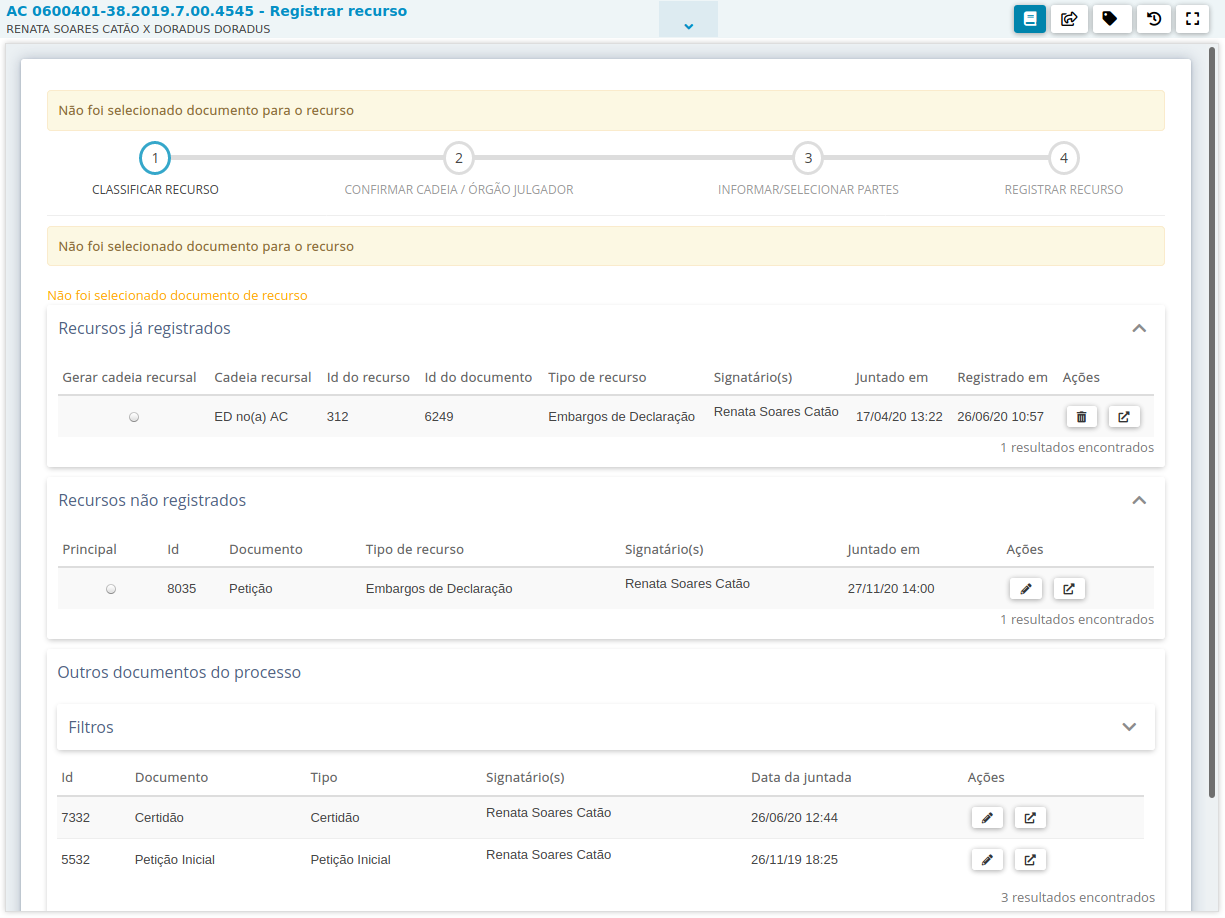 AC 0600401-38.2019.7.00.4545 - Registrar recurso
RENATA SOARES CATÃO X DORADUS DORADUS
Não foi selecionado documento para o recurso
1 2 3 4
CLASSIFICAR RECURSO CONFIRMAR CADEIA / ÓRGÃO JULGADOR INFORMAR/SELECIONAR PARTES REGISTRAR RECURSO
Não foi selecionado documento para o recurso
Não foi selecionado documento de recurso
Recursos já registrados
Gerar cadeia recursal Cadeia recursal Id do recurso Id do documento Tipo de recurso Signatário(s) Juntado em Registrado em Ações
ED no(a) AC 312 6249 Embargos de Declaração Renata Soares Catão 17/04/20 13:22 26/06/20 10:57
1 resultados encontrados
Recursos não registrados
Principal Id Documento Tipo de recurso Signatário(s) Juntado em Ações
8035 Petição Embargos de Declaração Renata Soares Catão 27/11/20 14:00
1 resultados encontrados
Outros documentos do processo
Filtros
Id Documento Tipo Signatário(s) Data da juntada Ações
7332 Certidão Certidão Renata Soares Catão 26/06/20 12:44
5532 Petição Inicial Petição Inicial Renata Soares Catão 26/11/19 18:25
3 resultados encontrados